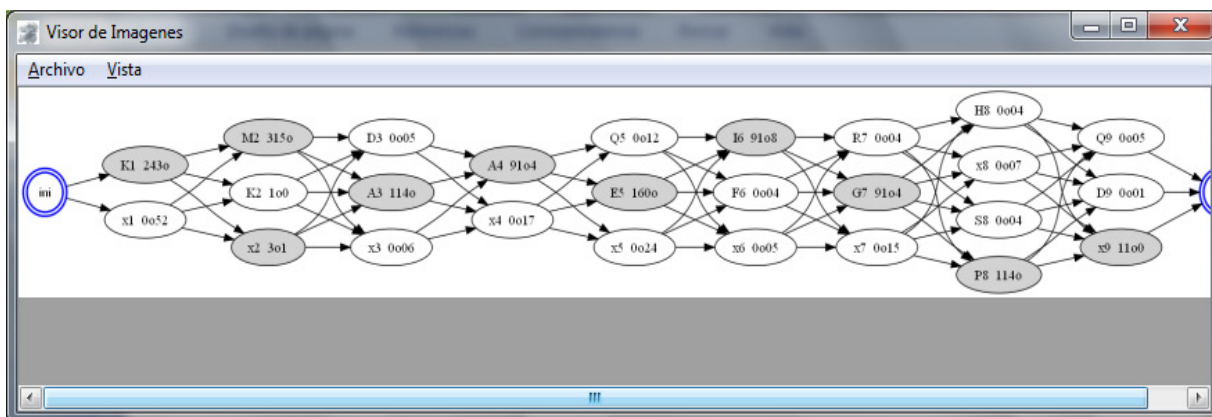 Visor de Imagenes
Archivo Vista
ini
K1 243o
x1 0o52
M2 315o
K2 1o0
x2 3o1
D3 0o05
A3 114o
x3 0o06
A4 91o4
x4 0o17
Q5 0o12
E5 160o
x5 0o24
I6 91o8
F6 0o04
x6 0o05
R7 0o04
G7 91o4
x7 0o15
H8 0o04
x8 0o07
S8 0o04
P8 114o
Q9 0o05
D9 0o01
x9 11o0